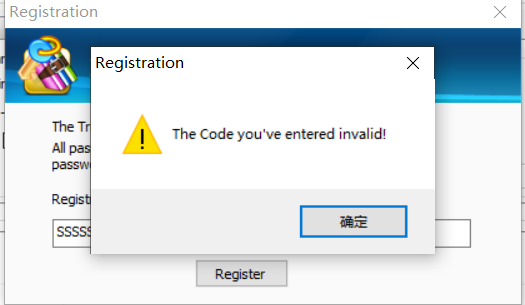 Registration
Registration
The Code you've entered invalid!
确定
The Tr
All pas
passw
Regist
SSSSS
Register